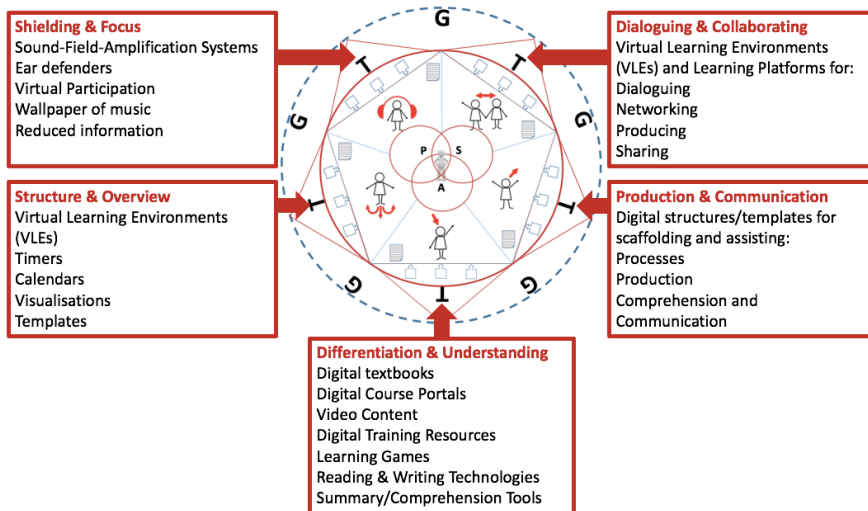 Shielding & Focus
Sound-Field-Amplification Systems
Ear defenders
Virtual Participation
Wallpaper of music
Reduced information
Structure & Overview
Virtual Learning Environments
(VLEs)
Timers
Calendars
Visualisations
Templates
G
T
T
G
G
P
S
A
T
T
G
G
T
Dialoguing & Collaborating
Virtual Learning Environments
(VLEs) and Learning Platforms for:
Dialoguing
Networking
Producing
Sharing
Production & Communication
Digital structures/templates for
scaffolding and assisting:
Processes
Production
Comprehension and
Communication
Differentiation & Understanding
Digital textbooks
Digital Course Portals
Video Content
Digital Training Resources
Learning Games
Reading & Writing Technologies
Summary/Comprehension Tools